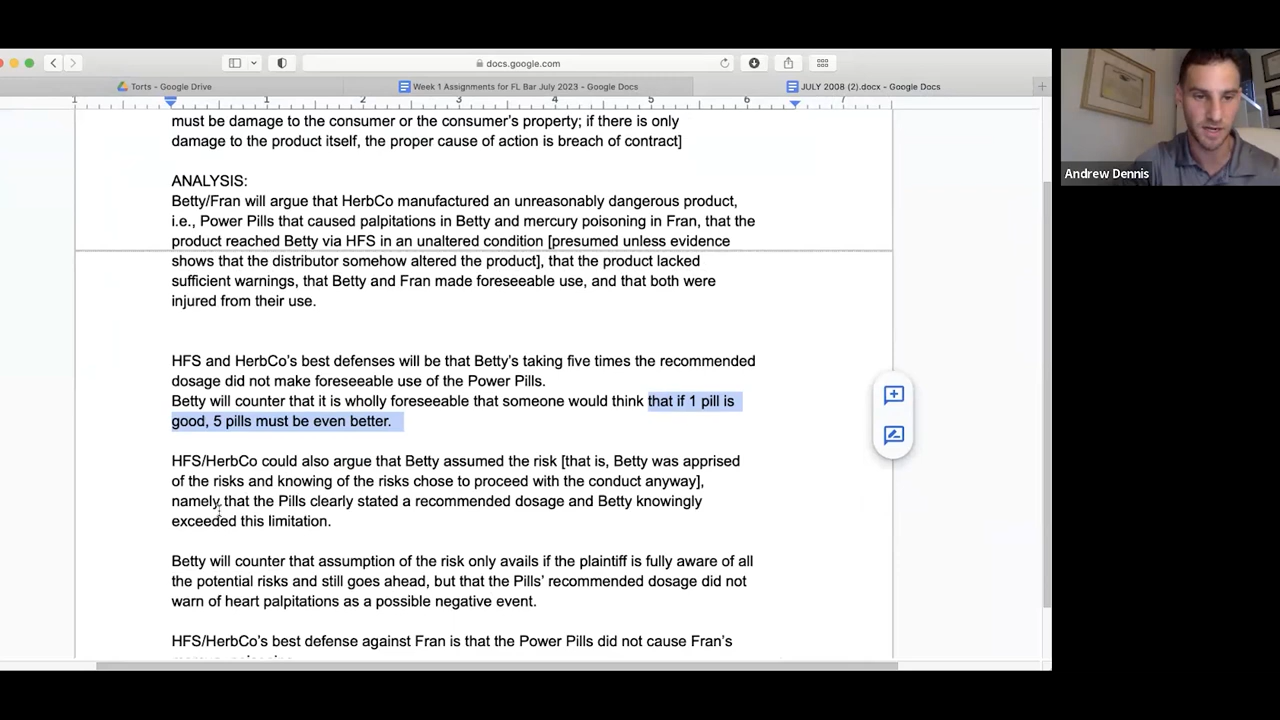 docs.google.com
Torts - Google Drive
Week 1 Assignments for FL Bar July 2023 - Google Docs
JULY 2008 (2).docx - Google Docs
1 1 2 3 4 5 6 7
must be damage to the consumer or the consumer's property; if there is only
damage to the product itself, the proper cause of action is breach of contract]
ANALYSIS:
Betty/Fran will argue that HerbCo manufactured an unreasonably dangerous product,
i.e., Power Pills that caused palpitations in Betty and mercury poisoning in Fran, that the
product reached Betty via HFS in an unaltered condition [presumed unless evidence
shows that the distributor somehow altered the product], that the product lacked
sufficient warnings, that Betty and Fran made foreseeable use, and that both were
injured from their use.
HFS and HerbCo's best defenses will be that Betty's taking five times the recommended
dosage did not make foreseeable use of the Power Pills.
Betty will counter that it is wholly foreseeable that someone would think that if 1 pill is
good, 5 pills must be even better.
HFS/HerbCo could also argue that Betty assumed the risk [that is, Betty was apprised
of the risks and knowing of the risks chose to proceed with the conduct anyway],
namely that the Pills clearly stated a recommended dosage and Betty knowingly
exceeded this limitation.
Betty will counter that assumption of the risk only avails if the plaintiff is fully aware of all
the potential risks and still goes ahead, but that the Pills' recommended dosage did not
warn of heart palpitations as a possible negative event.
HFS/HerbCo's best defense against Fran is that the Power Pills did not cause Fran's
Andrew Dennis